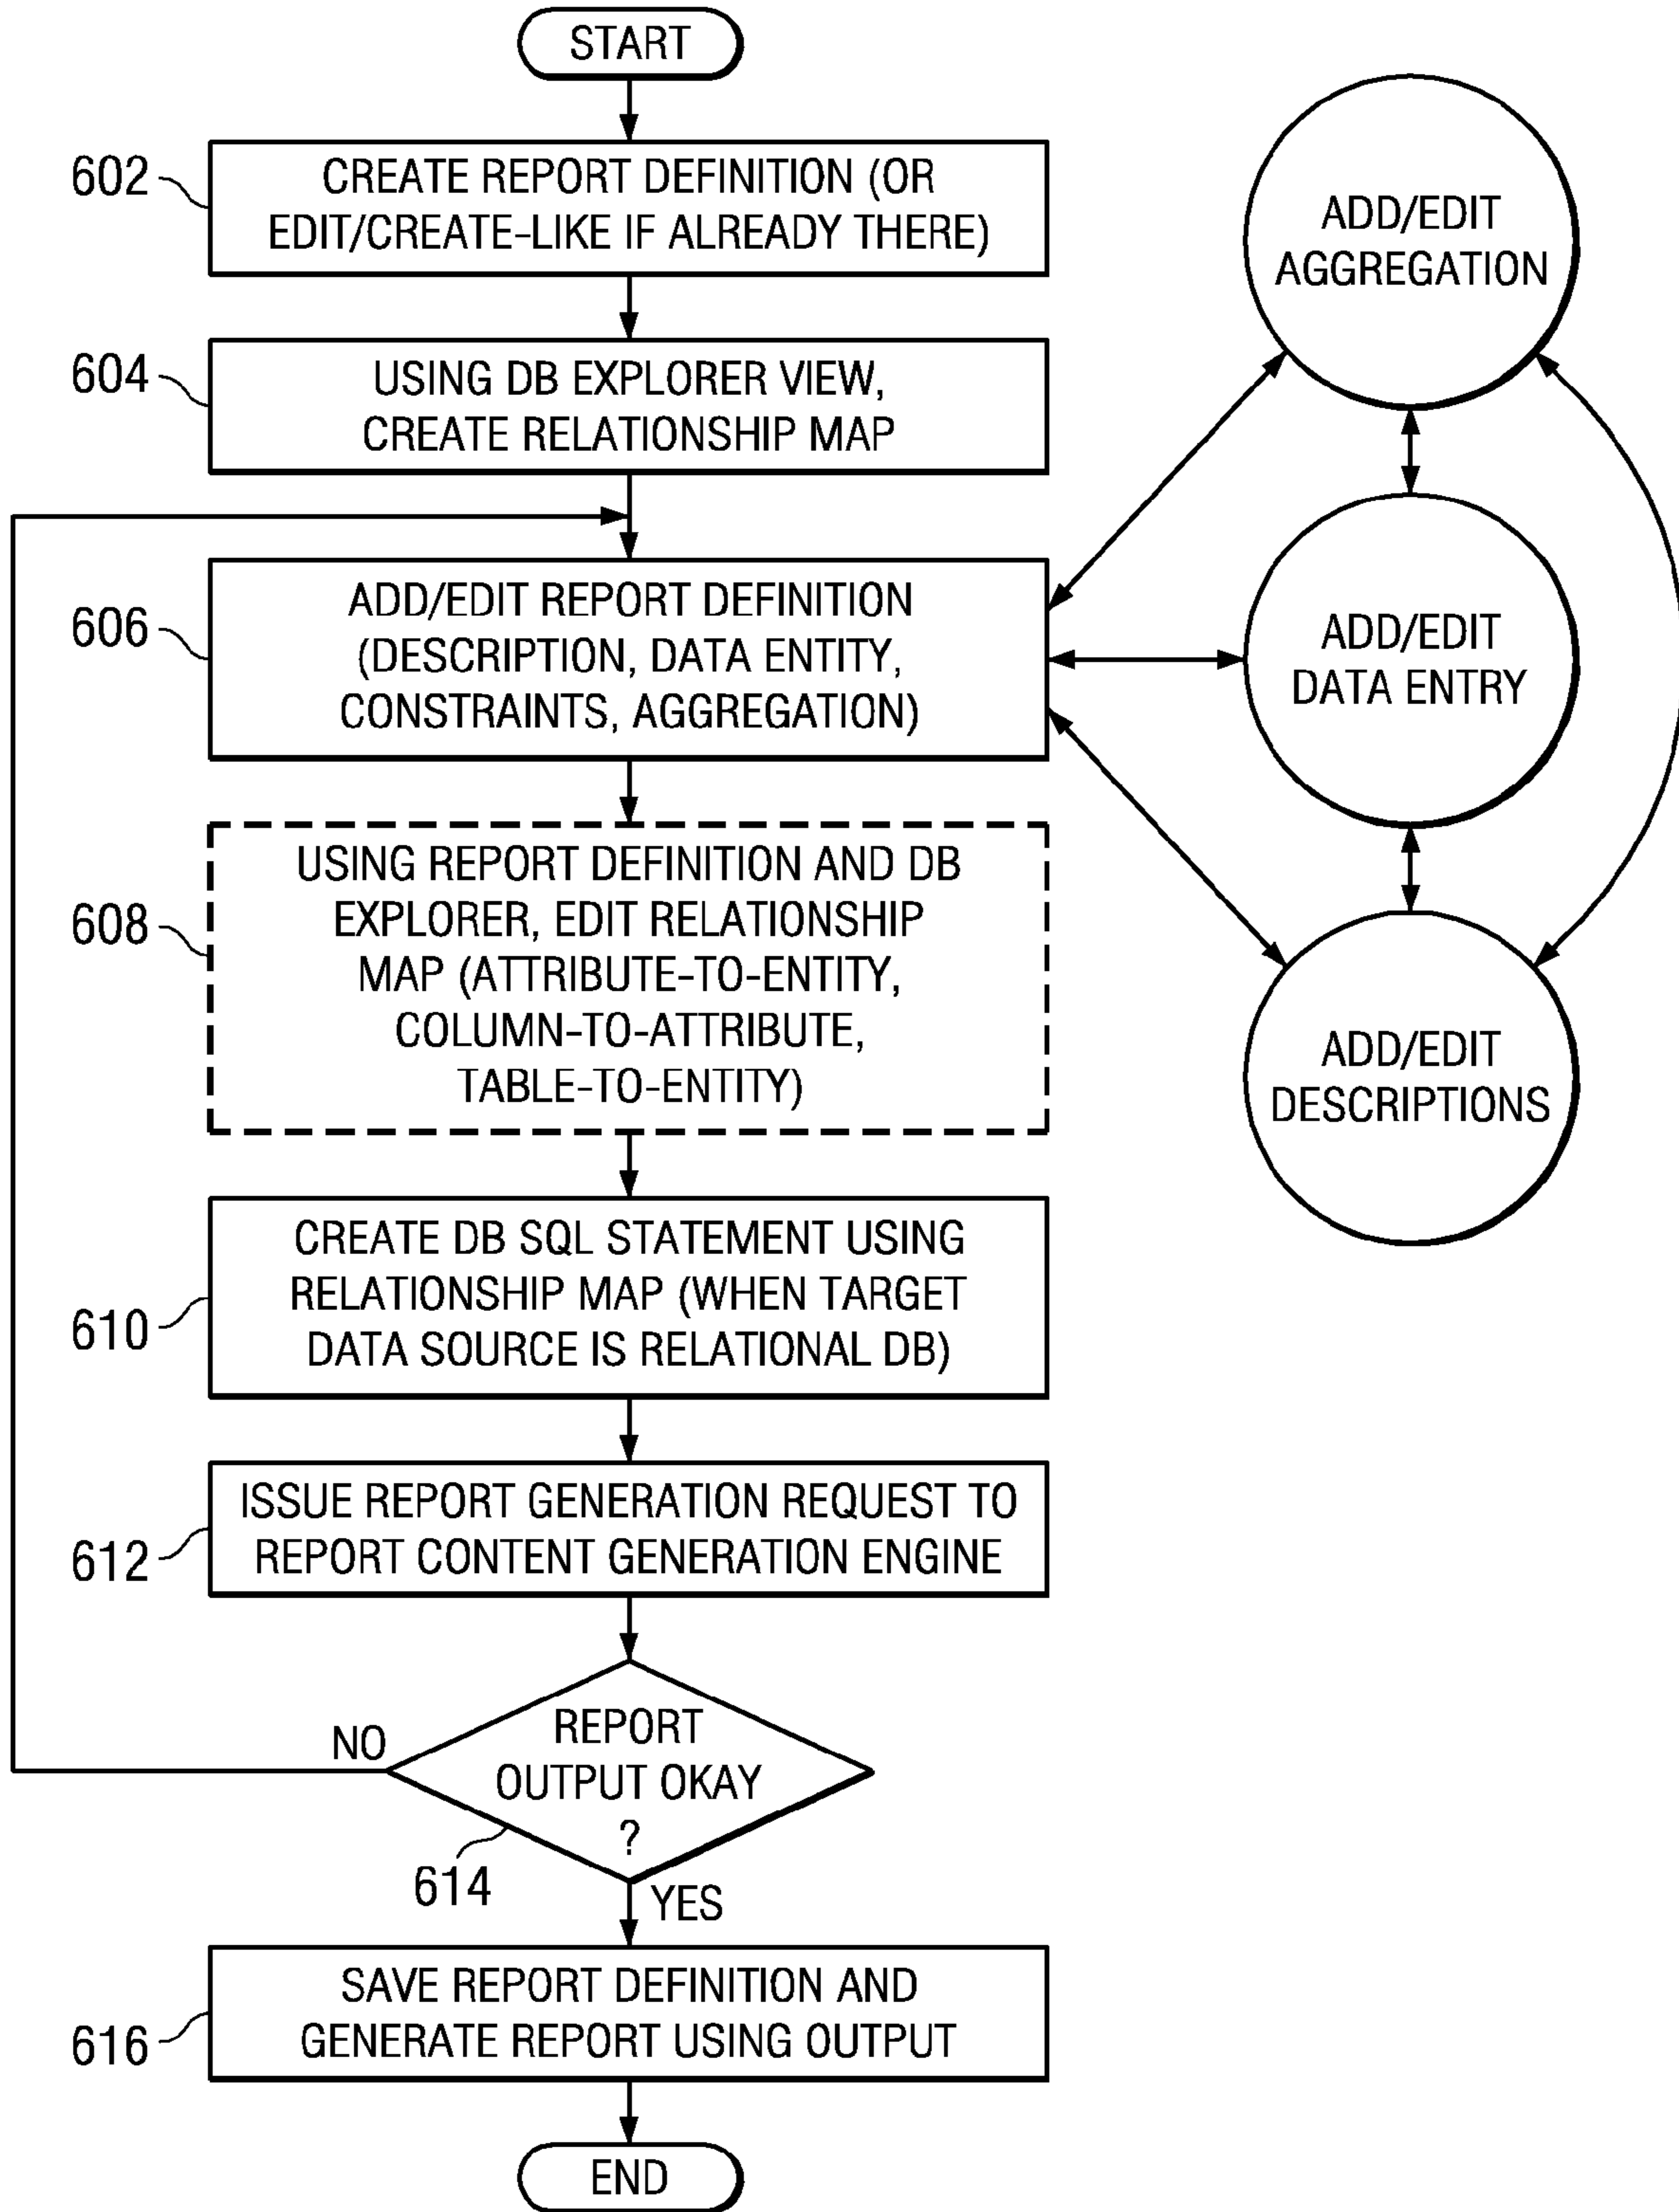 START
602
CREATE REPORT DEFINITION (OR
EDIT/CREATE-LIKE IF ALREADY THERE)
604
USING DB EXPLORER VIEW,
CREATE RELATIONSHIP MAP
606
ADD/EDIT REPORT DEFINITION
(DESCRIPTION, DATA ENTITY,
CONSTRAINTS, AGGREGATION)
ADD/EDIT
AGGREGATION
ADD/EDIT
DATA ENTRY
ADD/EDIT
DESCRIPTIONS
608
USING REPORT DEFINITION AND DB
EXPLORER, EDIT RELATIONSHIP
MAP (ATTRIBUTE-TO-ENTITY,
COLUMN-TO-ATTRIBUTE,
TABLE-TO-ENTITY)
610
CREATE DB SQL STATEMENT USING
RELATIONSHIP MAP (WHEN TARGET
DATA SOURCE IS RELATIONAL DB)
612
ISSUE REPORT GENERATION REQUEST TO
REPORT CONTENT GENERATION ENGINE
NO
REPORT
OUTPUT OKAY
?
614
YES
616
SAVE REPORT DEFINITION AND
GENERATE REPORT USING OUTPUT
END